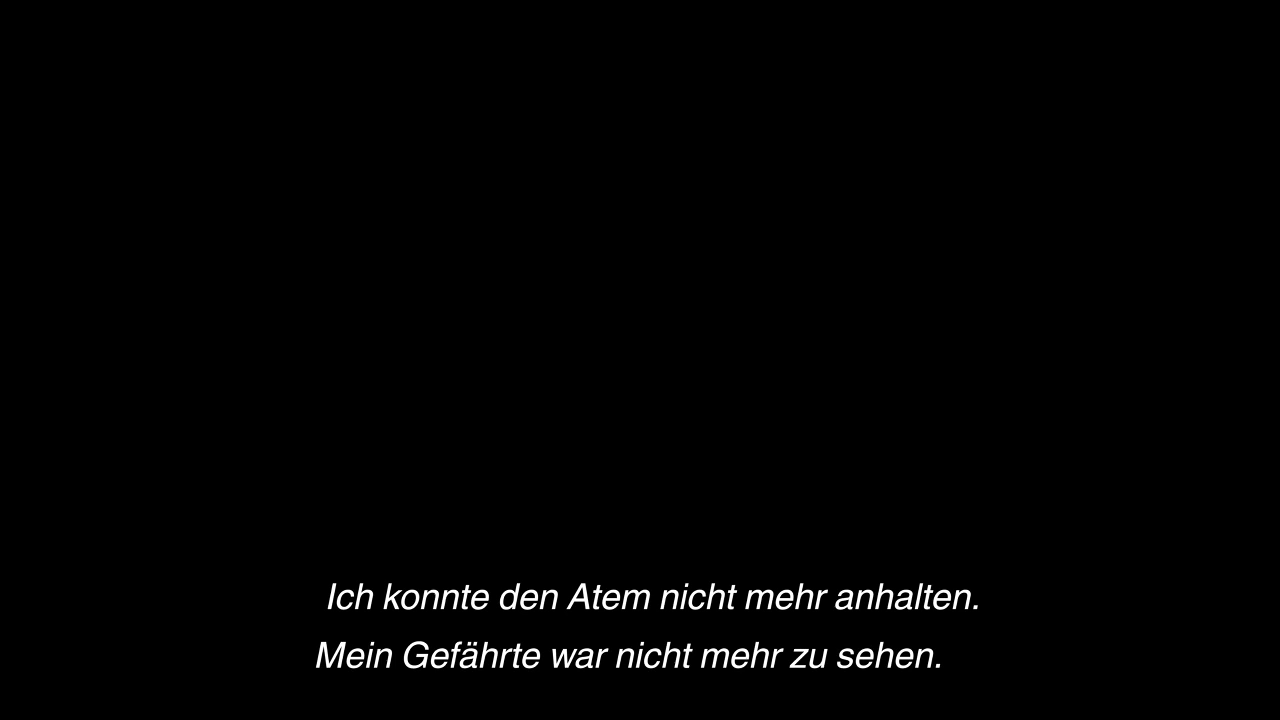 Ich konnte den Atem nicht mehr anhalten.
Mein Gefährte war nicht mehr zu sehen.